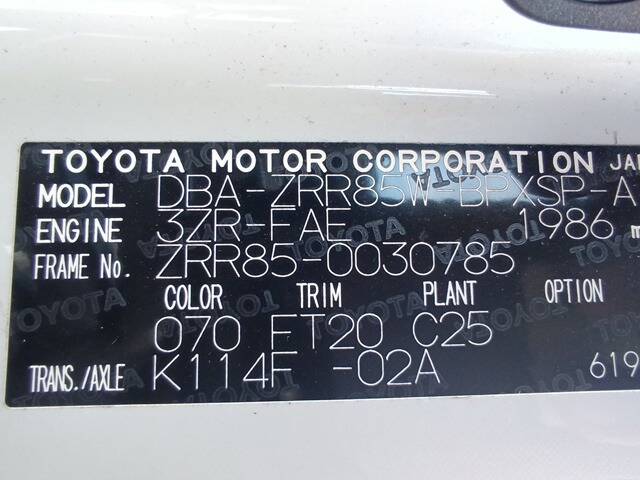 TOYOTA MOTOR CORPORATION JAPA
MODEL DBA-ZRR85W-BPXSP-A
ENGINE 3ZR-FAE 1986 m
FRAME No. ZRR85-0030785
COLOR TRIM PLANT OPTION
070 FT20 C25
TRANS./AXLE K114F -02A 619